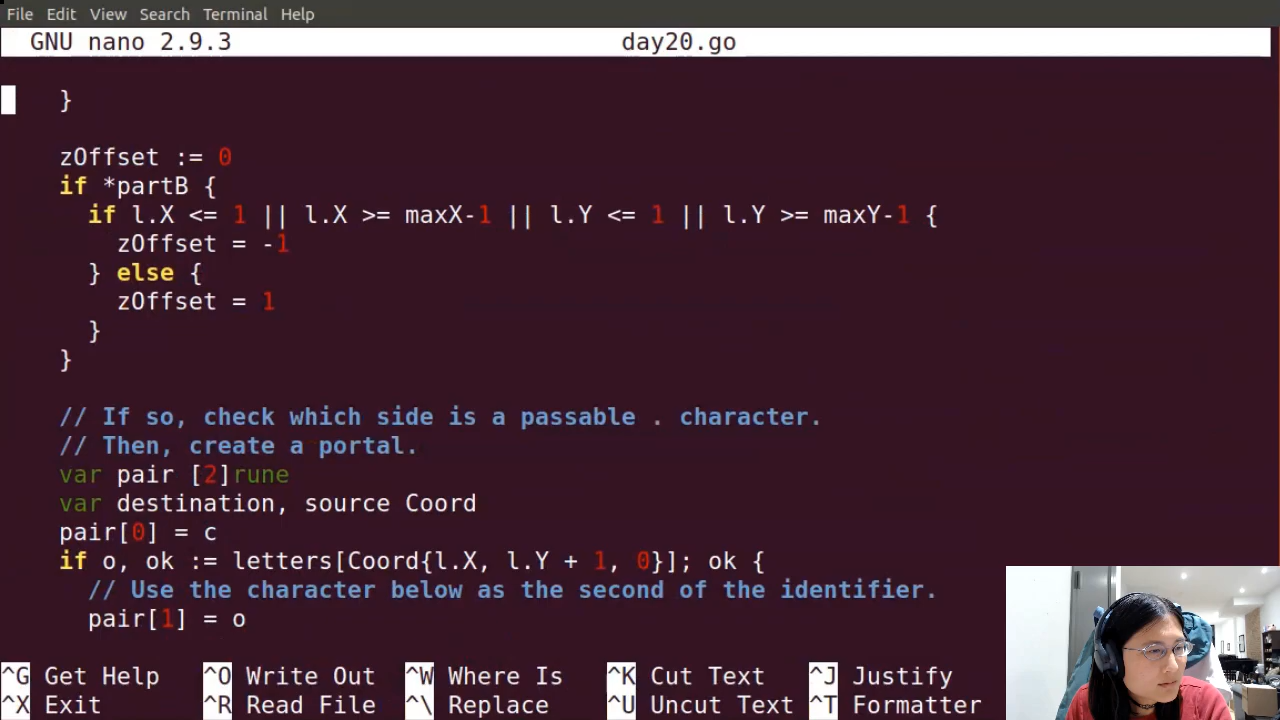 File Edit View Search Terminal Help
GNU nano 2.9.3 day20.go
}
zOffset := 0
if *partB {
if l.X <= 1 || l.X >= maxX-1 || l.Y <= 1 || l.Y >= maxY-1 {
zOffset = -1
} else {
zOffset = 1
}
}
// If so, check which side is a passable . character.
// Then, create a portal.
var pair [2]rune
var destination, source Coord
pair[0] = c
if o, ok := letters[Coord{l.X, l.Y + 1, 0}]; ok {
// Use the character below as the second of the identifier.
pair[1] = o
^G Get Help ^O Write Out ^W Where Is ^K Cut Text ^J Justify
^X Exit ^R Read File ^\ Replace ^U Uncut Text ^T Formatter